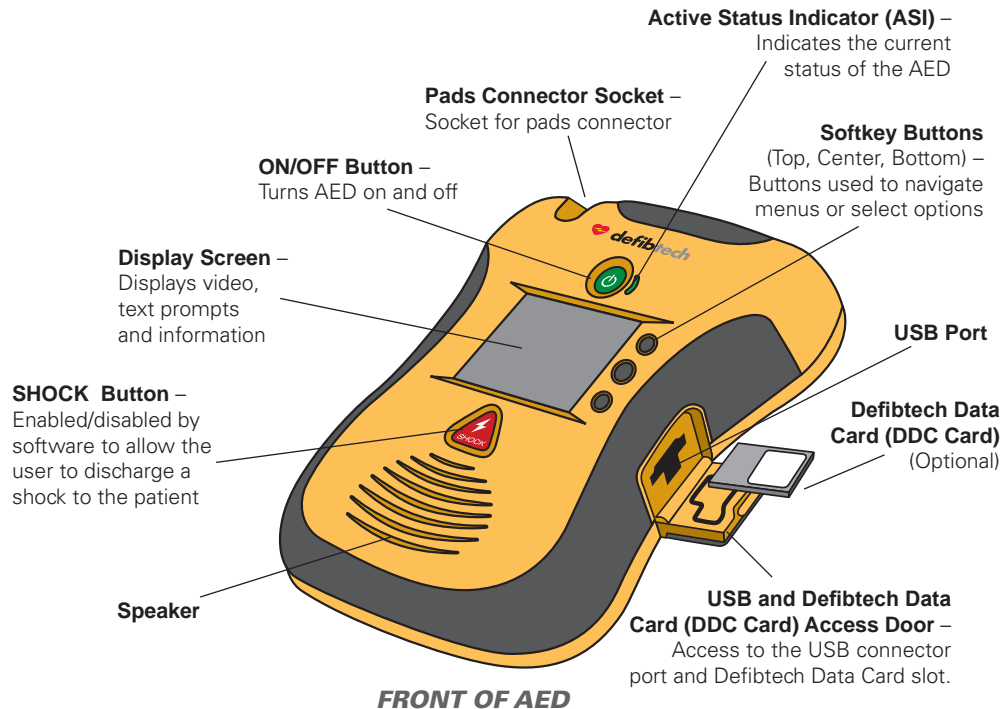 Active Status Indicator (ASI) –
Indicates the current
status of the AED
Pads Connector Socket –
Socket for pads connector
Softkey Buttons
(Top, Center, Bottom) –
Buttons used to navigate
menus or select options
ON/OFF Button –
Turns AED on and off
defibtech
Display Screen –
Displays video,
text prompts
and information
USB Port
SHOCK Button –
Enabled/disabled by
software to allow the
user to discharge a
shock to the patient
SHOCK
Defibtech Data
Card (DDC Card)
(Optional)
Speaker
USB and Defibtech Data
Card (DDC Card) Access Door –
Access to the USB connector
port and Defibtech Data Card slot.
FRONT OF AED